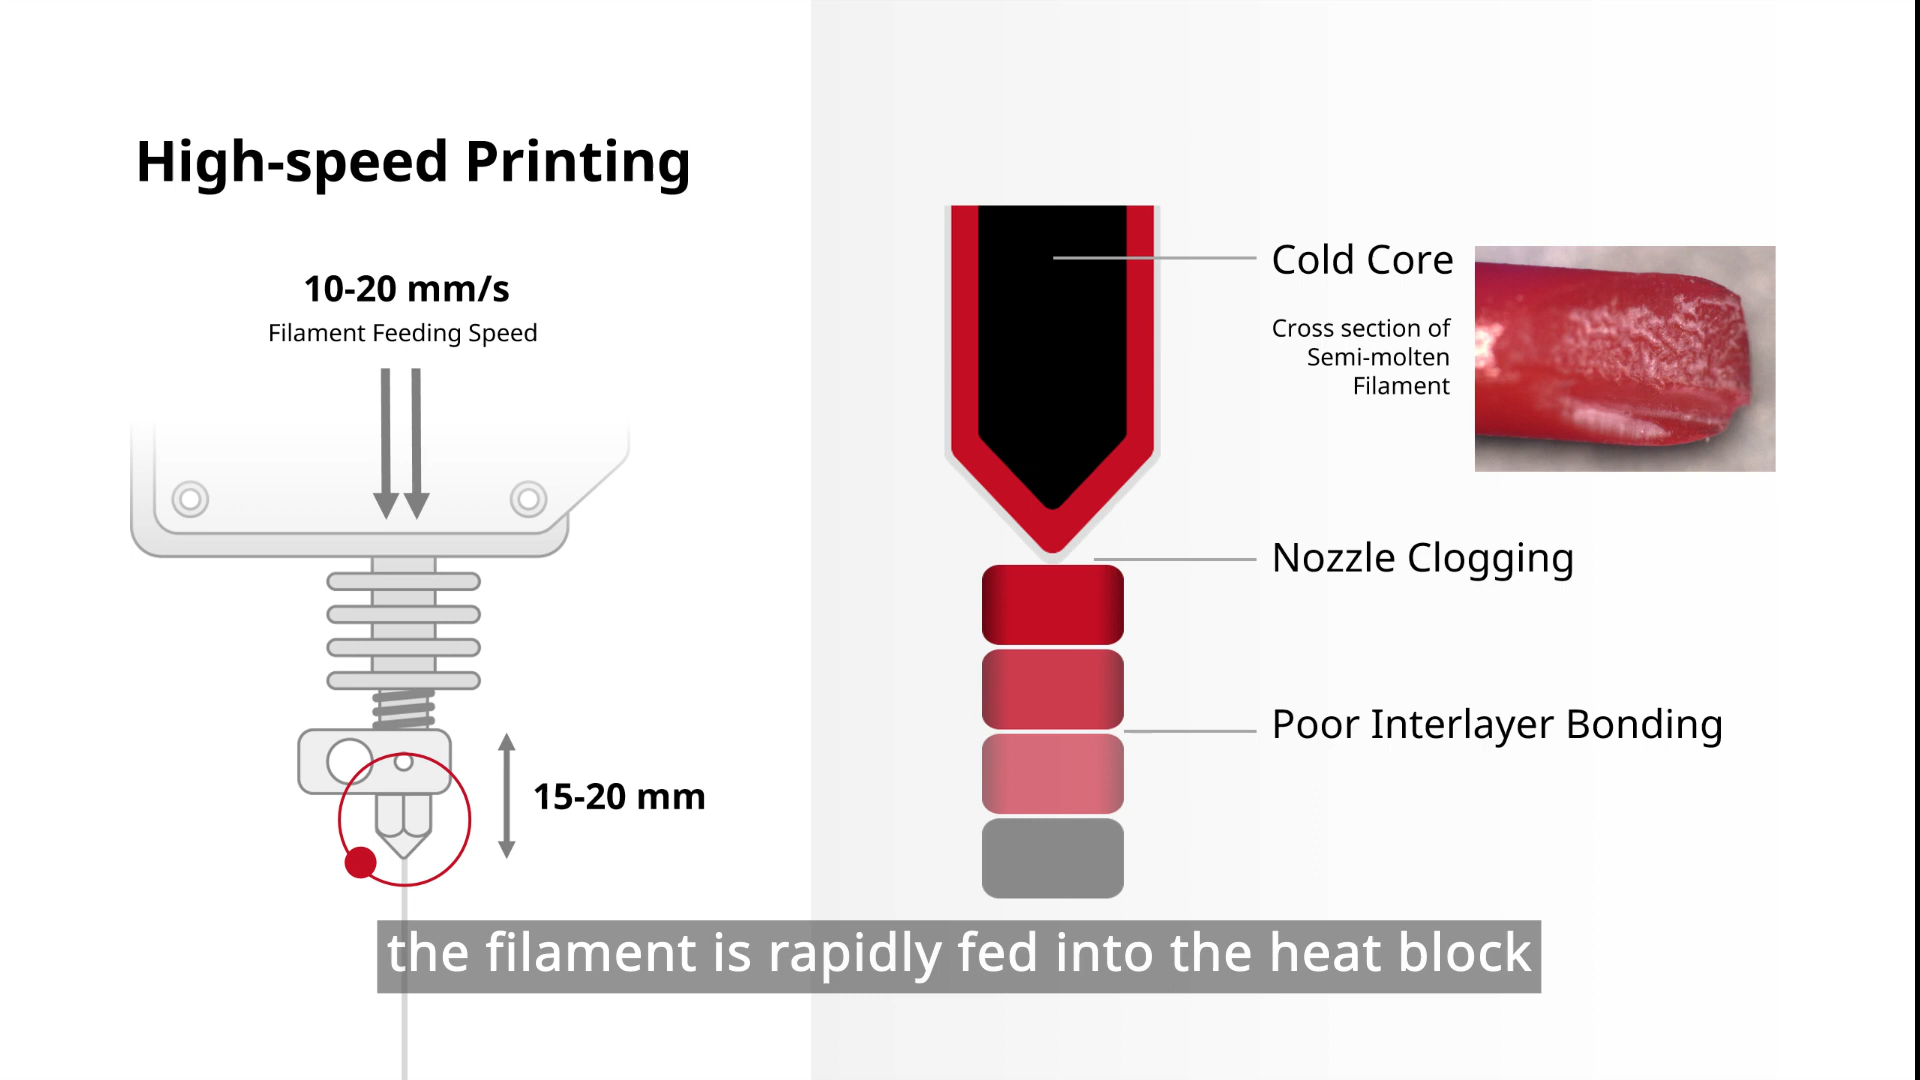 High-speed Printing
10-20 mm/s
Filament Feeding Speed
15-20 mm
Cold Core
Cross section of
Semi-molten
Filament
Nozzle Clogging
Poor Interlayer Bonding
the filament is rapidly fed into the heat block